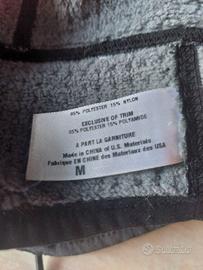 85% POLYESTER 15% NYLON
EXCLUSIVE OF TRIM
85% POLYESTER 15% POLYAMIDE
A PART LA GARNITURE
Made in CHINA of U.S. Materials
Fabriqué EN CHINE des Materiaux des USA
M
subito